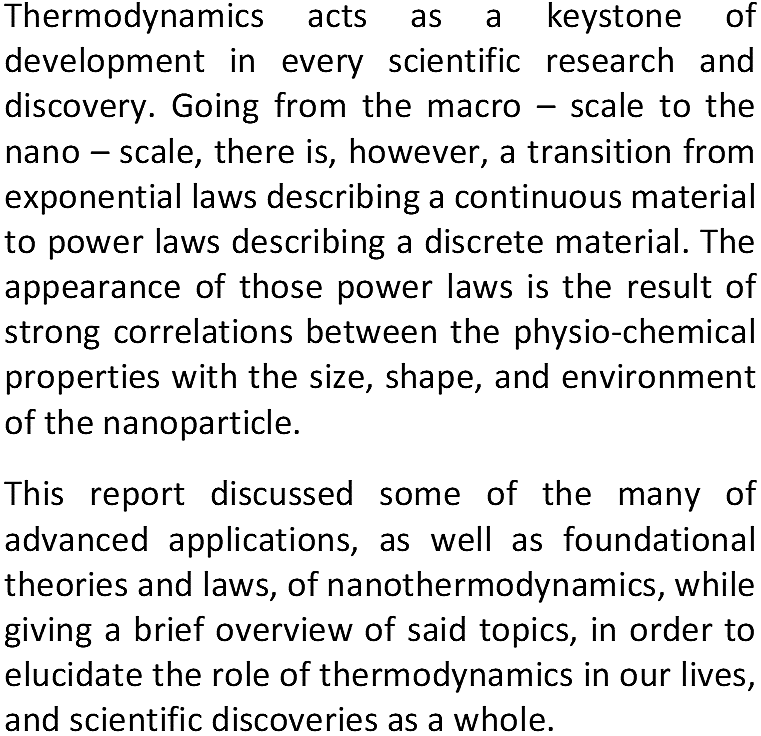 Thermodynamics acts as a keystone of
development in every scientific research and
discovery. Going from the macro – scale to the
nano – scale, there is, however, a transition from
exponential laws describing a continuous material
to power laws describing a discrete material. The
appearance of those power laws is the result of
strong correlations between the physio-chemical
properties with the size, shape, and environment
of the nanoparticle.
This report discussed some of the many of
advanced applications, as well as foundational
theories and laws, of nanothermodynamics, while
giving a brief overview of said topics, in order to
elucidate the role of thermodynamics in our lives,
and scientific discoveries as a whole.